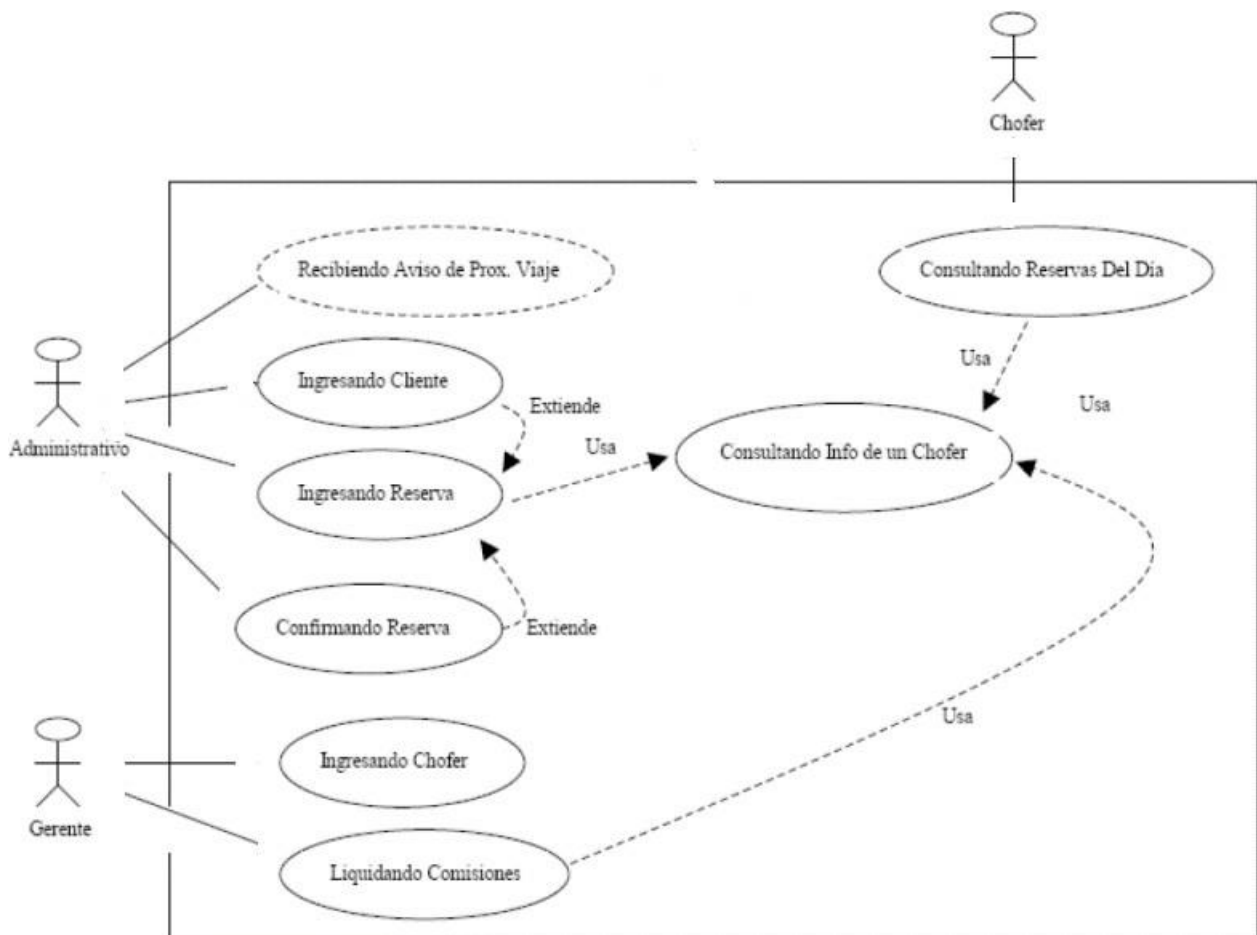 Chofer
Recibiendo Aviso de Prox. Viaje
Consultando Reservas Del Día
Usa
Ingresando Cliente
Extiende
Usa
Administrativo
Usa
Consultando Info de un Chofer
Ingresando Reserva
Confirmando Reserva
Extiende
Usa
Ingresando Chofer
Gerente
Liquidando Comisiones